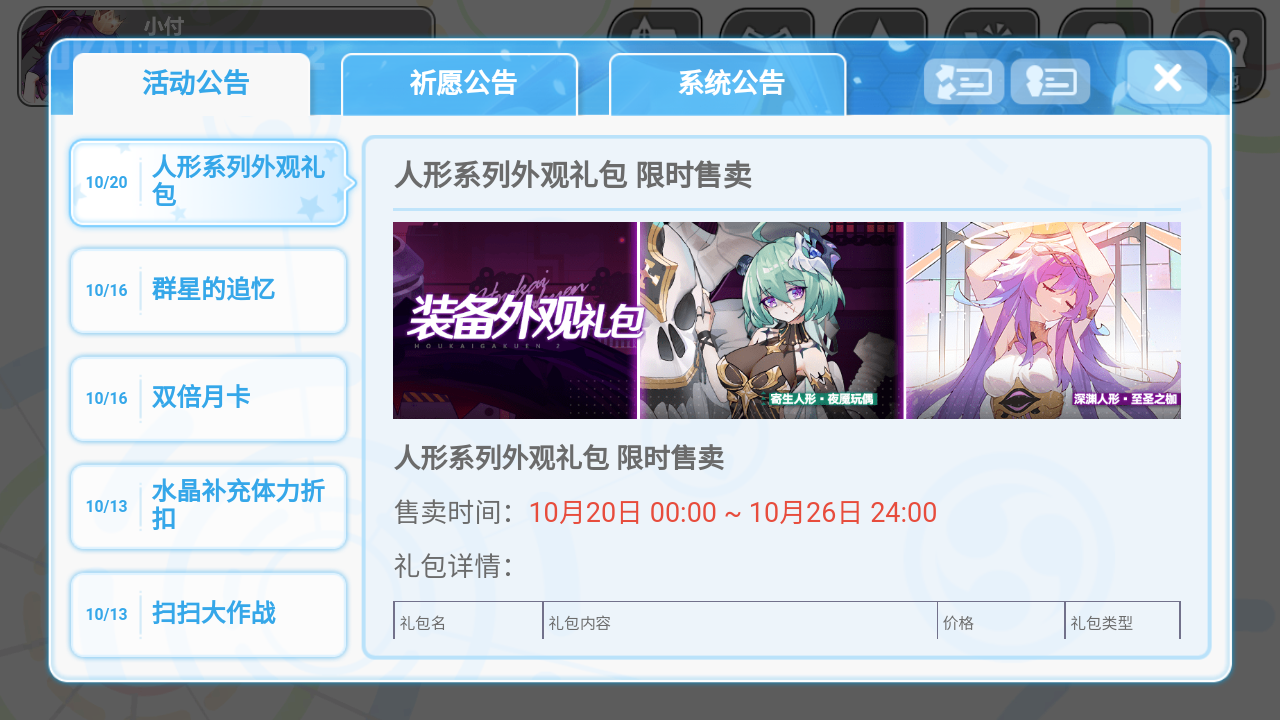 小付
活动公告
祈愿公告
系统公告
10/20
人形系列外观礼
包
10/16
群星的追忆
10/16
双倍月卡
10/13
水晶补充体力折
扣
10/13
扫扫大作战
人形系列外观礼包 限时售卖
Houkai
Gakuen
装备外观礼包
HOUKAIGAKUEN 2
寄生人形·夜魇玩偶
深渊人形·至圣之枷
人形系列外观礼包 限时售卖
售卖时间：10月20日 00:00 ~ 10月26日 24:00
礼包详情：
礼包名
礼包内容
价格
礼包类型